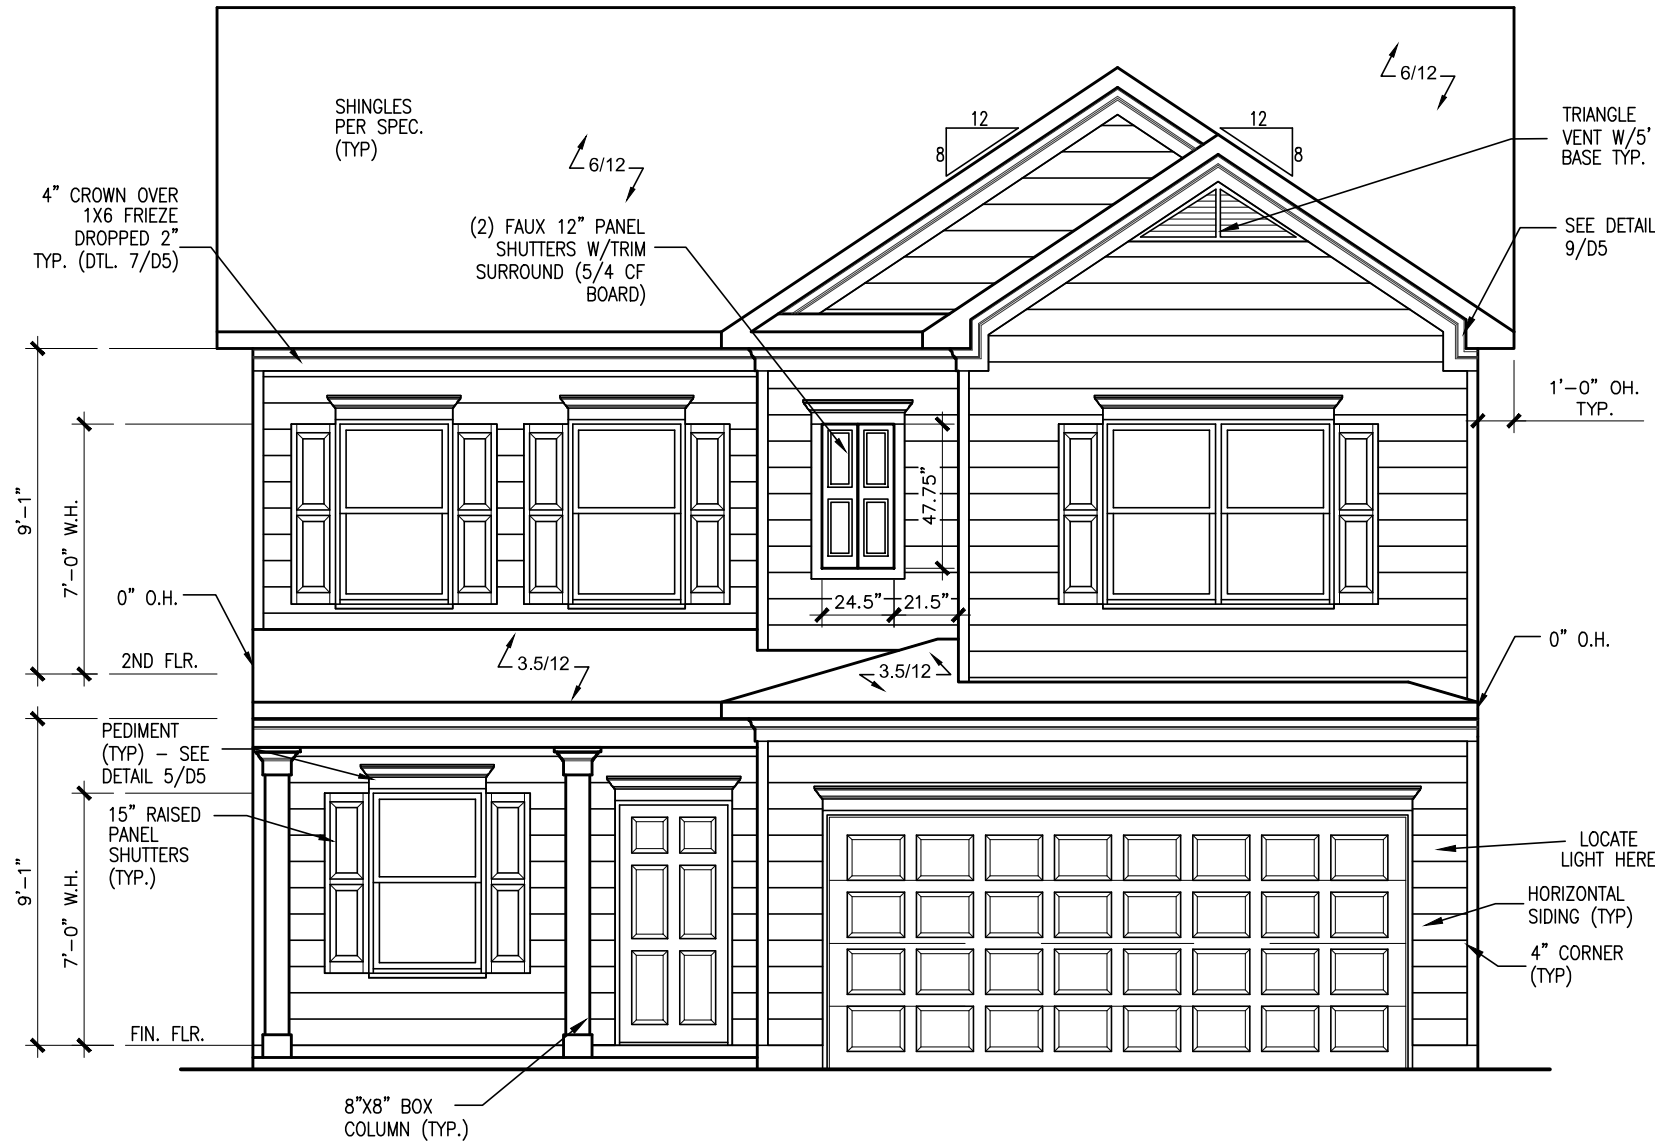 SHINGLES
PER SPEC.
(TYP)
6/12
6/12
12
8
12
8
TRIANGLE
VENT W/5'
BASE TYP.
4" CROWN OVER
1X6 FRIEZE
DROPPED 2"
TYP. (DTL. 7/D5)
(2) FAUX 12" PANEL
SHUTTERS W/TRIM
SURROUND (5/4 CF
BOARD)
SEE DETAIL
9/D5
1'-0" OH.
TYP.
9'-1"
7'-0" W.H.
47.75"
24.5"
21.5"
0" O.H.
2ND FLR.
3.5/12
3.5/12
0" O.H.
PEDIMENT
(TYP) - SEE
DETAIL 5/D5
15" RAISED
PANEL
SHUTTERS
(TYP.)
9'-1"
7'-0" W.H.
LOCATE
LIGHT HERE
HORIZONTAL
SIDING (TYP)
4" CORNER
(TYP)
FIN. FLR.
8"X8" BOX
COLUMN (TYP.)